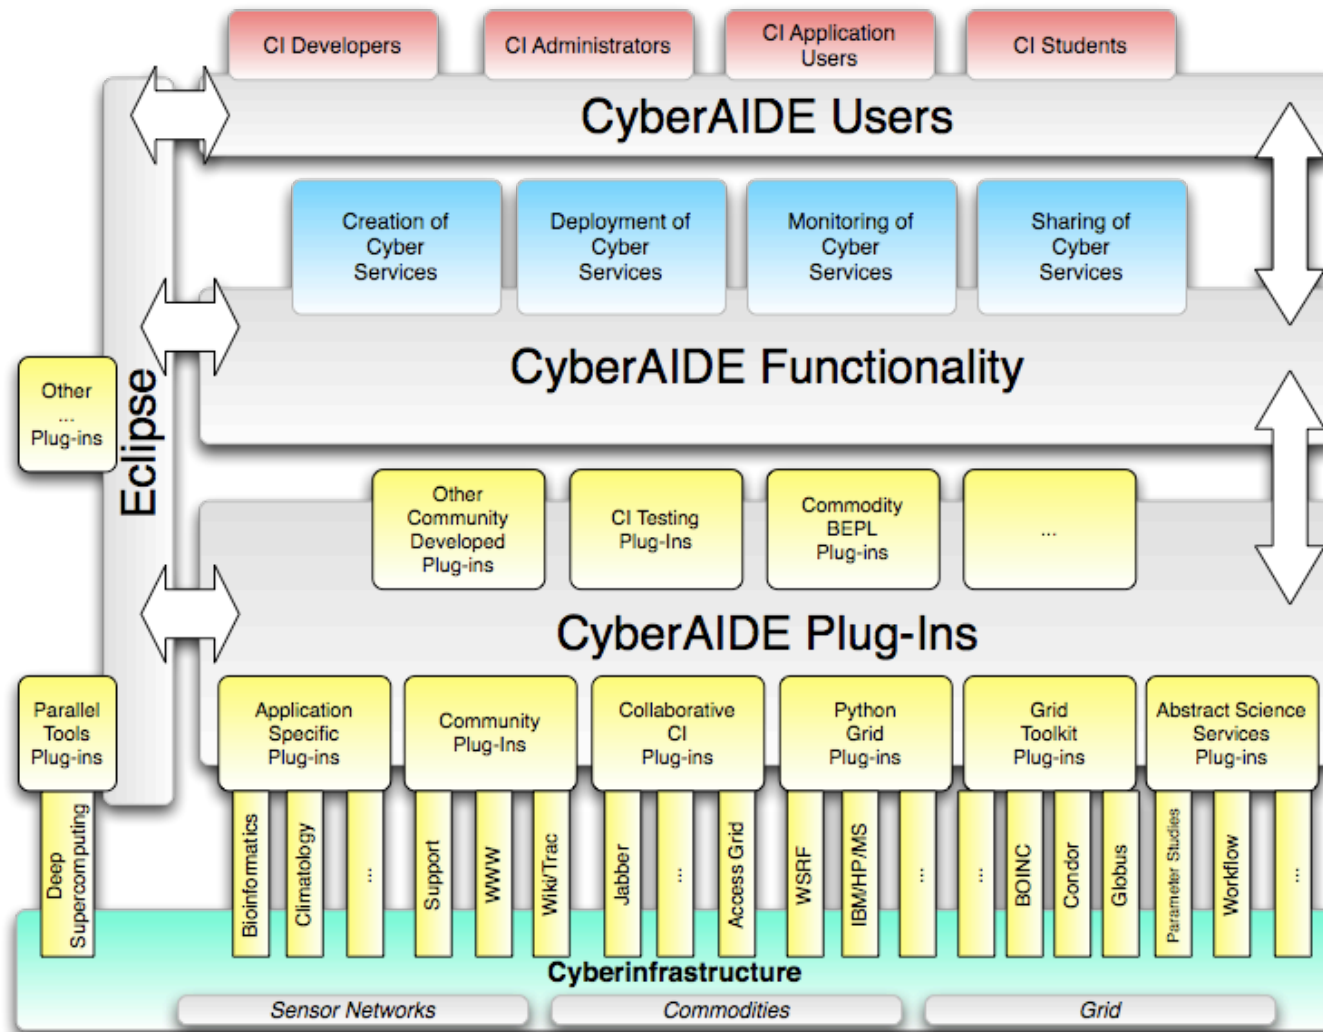 CI Developers
CI Administrators
CI Application
Users
CI Students
CyberAIDE Users
Creation of
Cyber
Services
Deployment of
Cyber
Services
Monitoring of
Cyber
Services
Sharing of
Cyber
Services
CyberAIDE Functionality
Other
...
Plug-ins
Eclipse
Other
Community
Developed
Plug-ins
CI Testing
Plug-Ins
Commodity
BEPL
Plug-ins
...
CyberAIDE Plug-Ins
Parallel
Tools
Plug-ins
Application
Specific
Plug-ins
Community
Plug-Ins
Collaborative
CI
Plug-ins
Python
Grid
Plug-ins
Grid
Toolkit
Plug-ins
Abstract Science
Services
Plug-ins
Deep
Supercomputing
Bioinformatics
Climatology
...
Support
WWW
Wiki/Trac
Jabber
...
Access Grid
WSRF
IBM/HP/MS
...
...
BOINC
Condor
Globus
Parameter Studies
Workflow
...
Cyberinfrastructure
Sensor Networks
Commodities
Grid